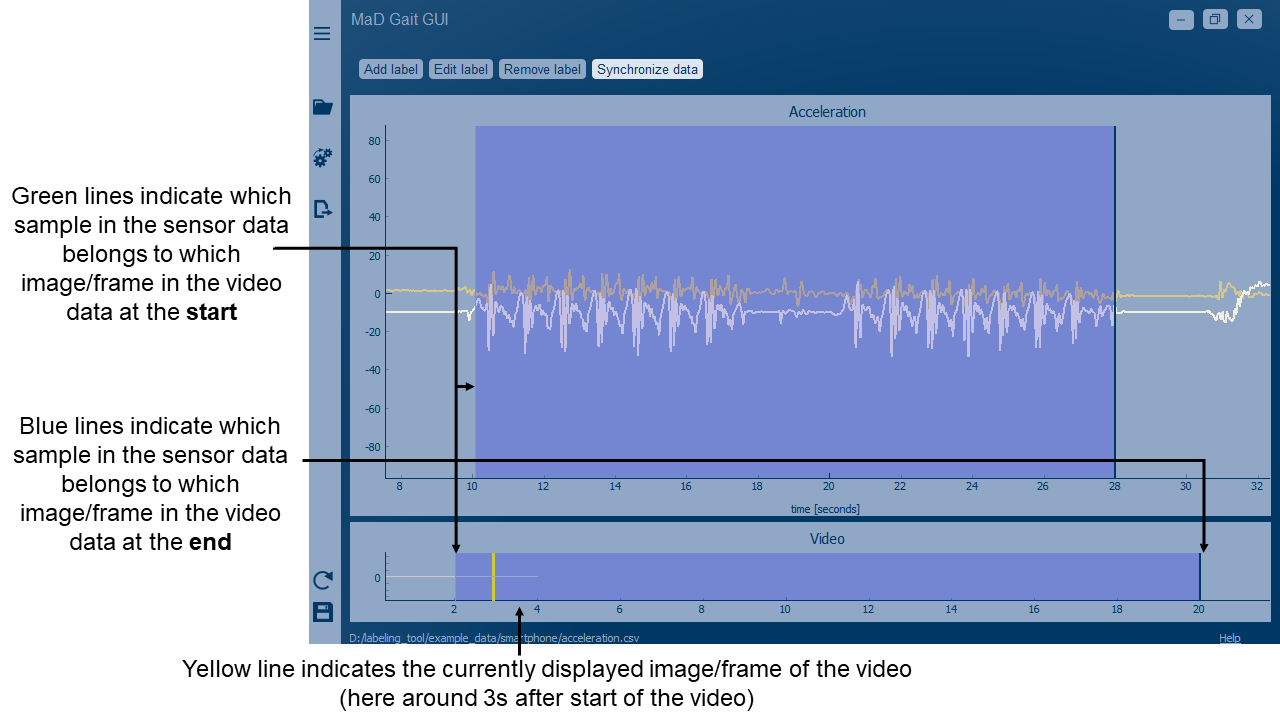 MaD Gait GUI
Add label Edit label Remove label Synchronize data
Acceleration
80
60
40
20
0
-20
-40
-60
-80
8 10 12 14 16 18 20 22 24 26 28 30 32
time [seconds]
Green lines indicate which
sample in the sensor data
belongs to which
image/frame in the video
data at the start
Blue lines indicate which
sample in the sensor data
belongs to which
image/frame in the video
data at the end
Video
0
2 4 6 8 10 12 14 16 18 20
D:/labeling_tool/example_data/smartphone/acceleration.csv
Help
Yellow line indicates the currently displayed image/frame of the video
(here around 3s after start of the video)